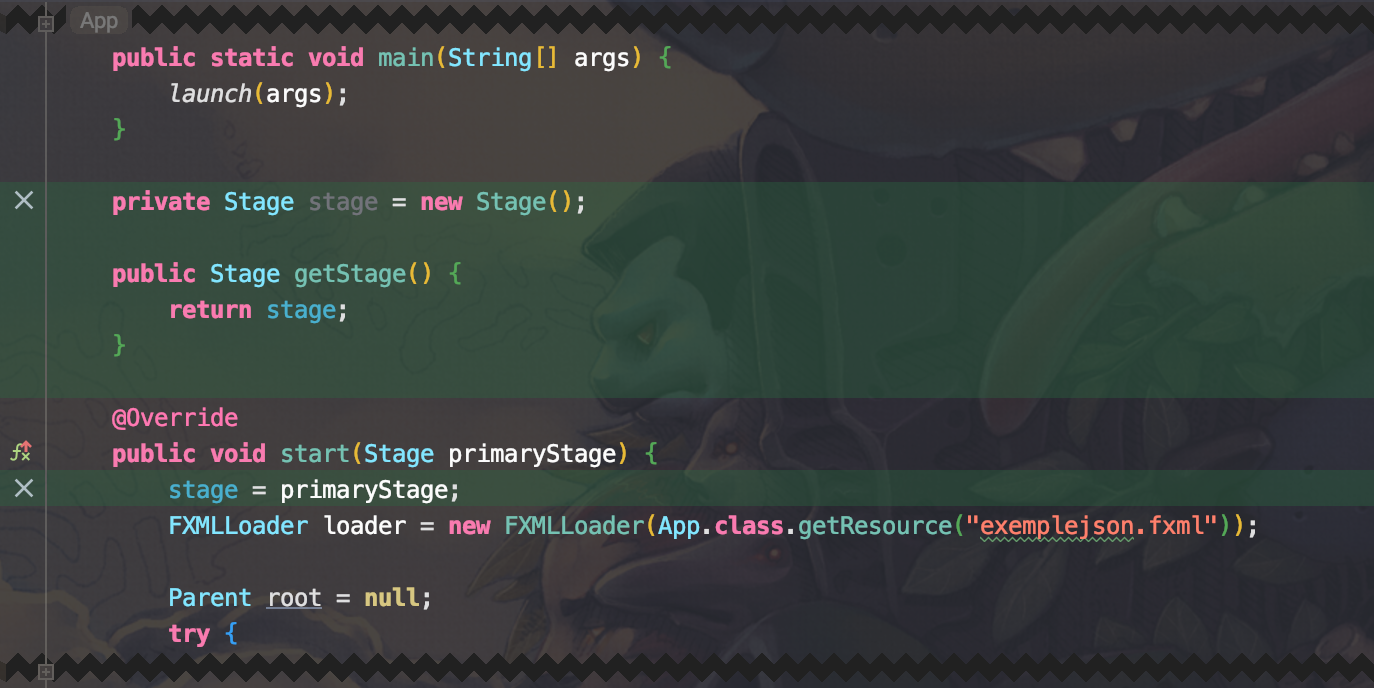 App
public static void main(String[] args) {
launch(args);
}
private Stage stage = new Stage();
public Stage getStage() {
return stage;
}
@Override
public void start(Stage primaryStage) {
stage = primaryStage;
FXMLLoader loader = new FXMLLoader(App.class.getResource("exemplejson.fxml"));
Parent root = null;
try {